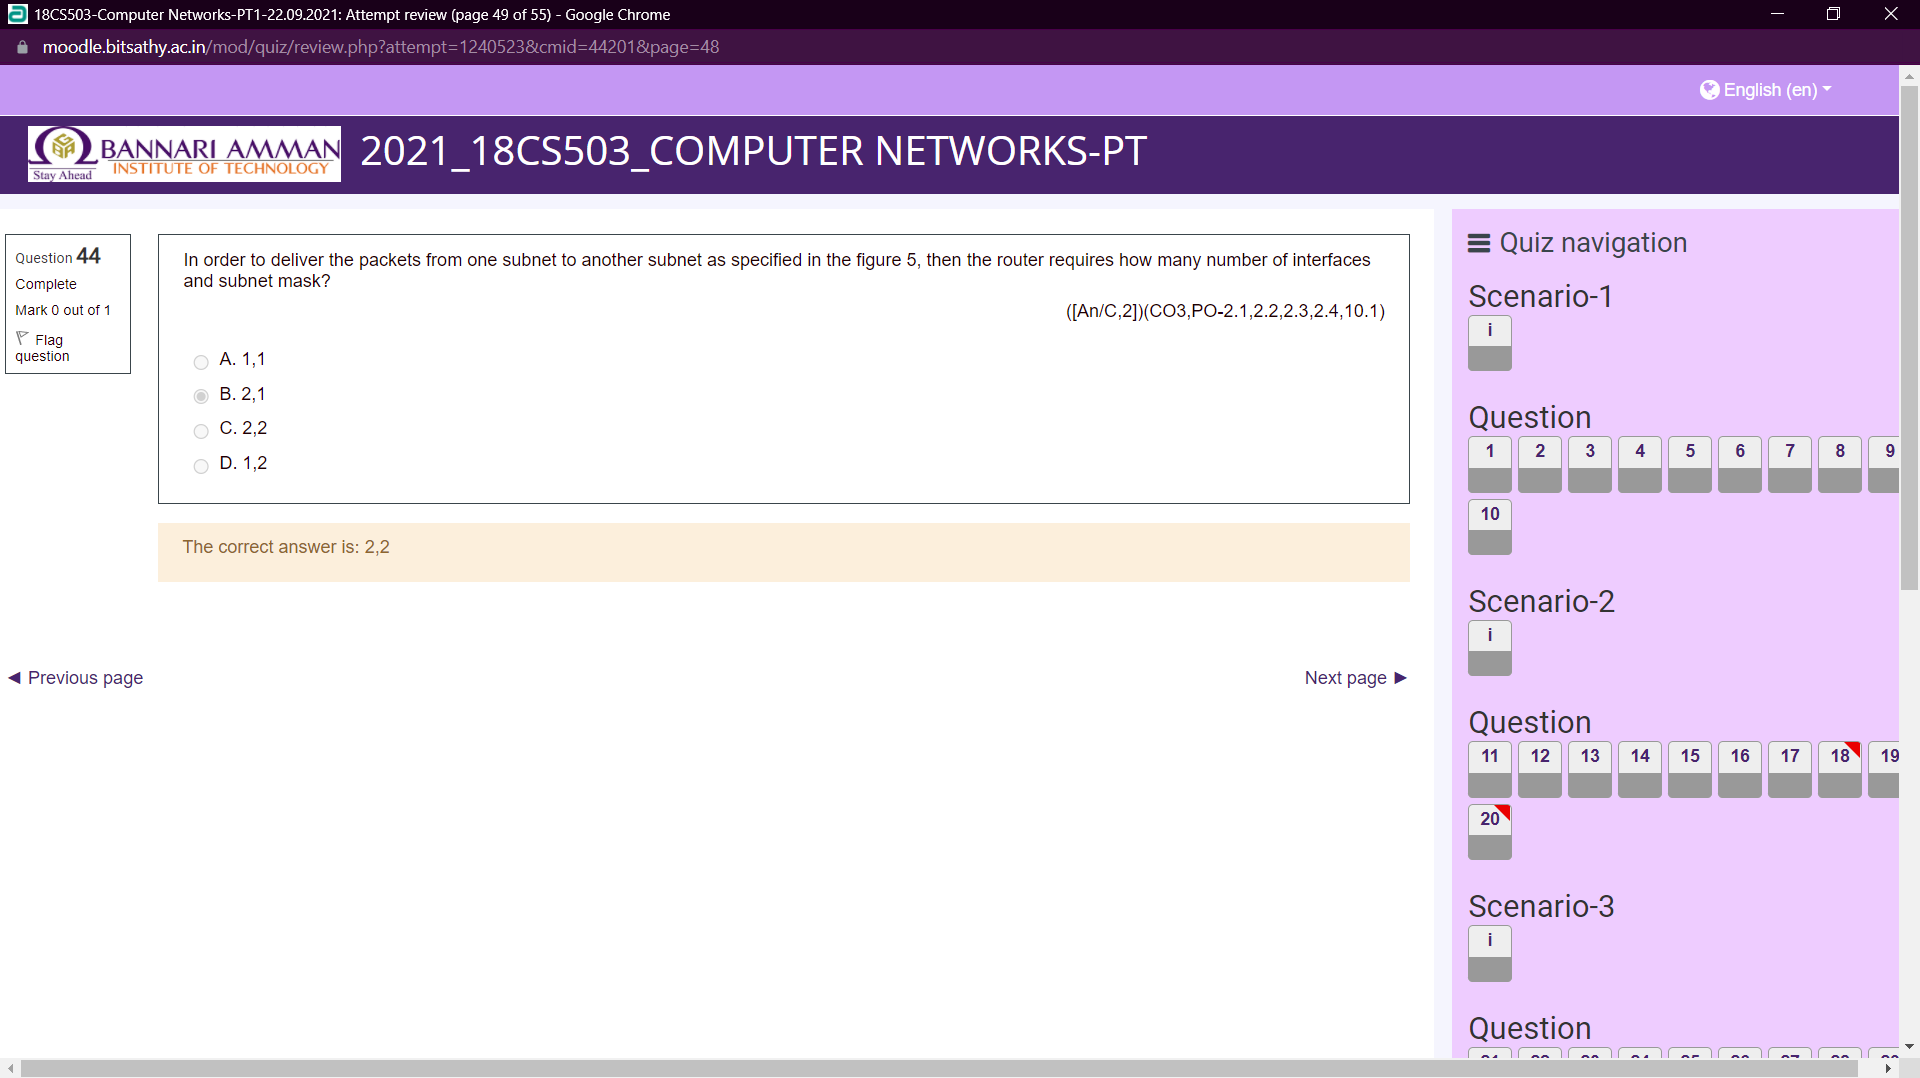 18CS503-Computer Networks-PT1-22.09.2021: Attempt review (page 49 of 55) - Google Chrome
moodle.bitsathy.ac.in/mod/quiz/review.php?attempt=1240523&cmid=44201&page=48
English (en)
BANNARI AMMAN
INSTITUTE OF TECHNOLOGY
Stay Ahead
2021_18CS503_COMPUTER NETWORKS-PT
Question 44
Complete
Mark 0 out of 1
Flag
question
In order to deliver the packets from one subnet to another subnet as specified in the figure 5, then the router requires how many number of interfaces
and subnet mask?
([An/C,2])(CO3,PO-2.1,2.2,2.3,2.4,10.1)
A. 1,1
B. 2,1
C. 2,2
D. 1,2
The correct answer is: 2,2
◄ Previous page
Next page ►
Quiz navigation
Scenario-1
i
Question
1 2 3 4 5 6 7 8 9
10
Scenario-2
i
Question
11 12 13 14 15 16 17 18 19
20
Scenario-3
i
Question